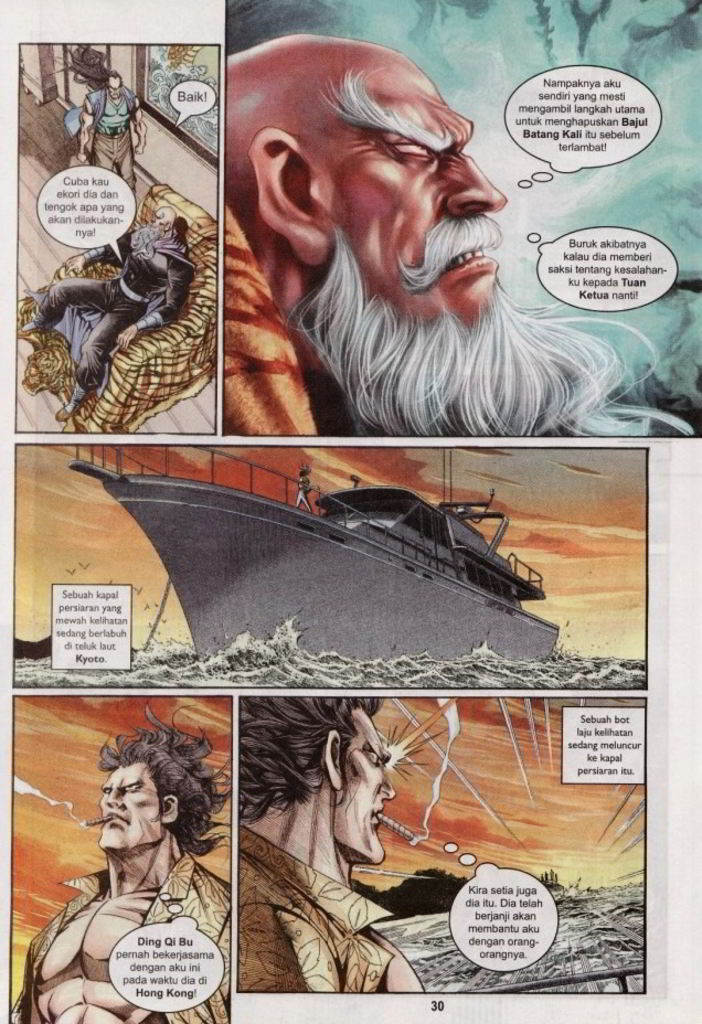 Baik!
Cuba kau
ekori dia dan
tengok apa yang
akan dilakukan-
nya!
Nampaknya aku
sendiri yang mesti
mengambil langkah utama
untuk menghapuskan Bajul
Batang Kali itu sebelum
terlambat!
Buruk akibatnya
kalau dia memberi
saksi tentang kesalahan-
ku kepada Tuan
Ketua nanti!
Sebuah kapal
persiaran yang
mewah kelihatan
sedang berlabuh
di teluk laut
Kyoto.
Ding Qi Bu
pernah bekerjasama
dengan aku ini
pada waktu dia di
Hong Kong!
Sebuah bot
laju kelihatan
sedang meluncur
ke kapal
persiaran itu.
Kira setia juga
dia itu. Dia telah
berjanji akan
membantu aku
dengan orang-
orangnya.
30